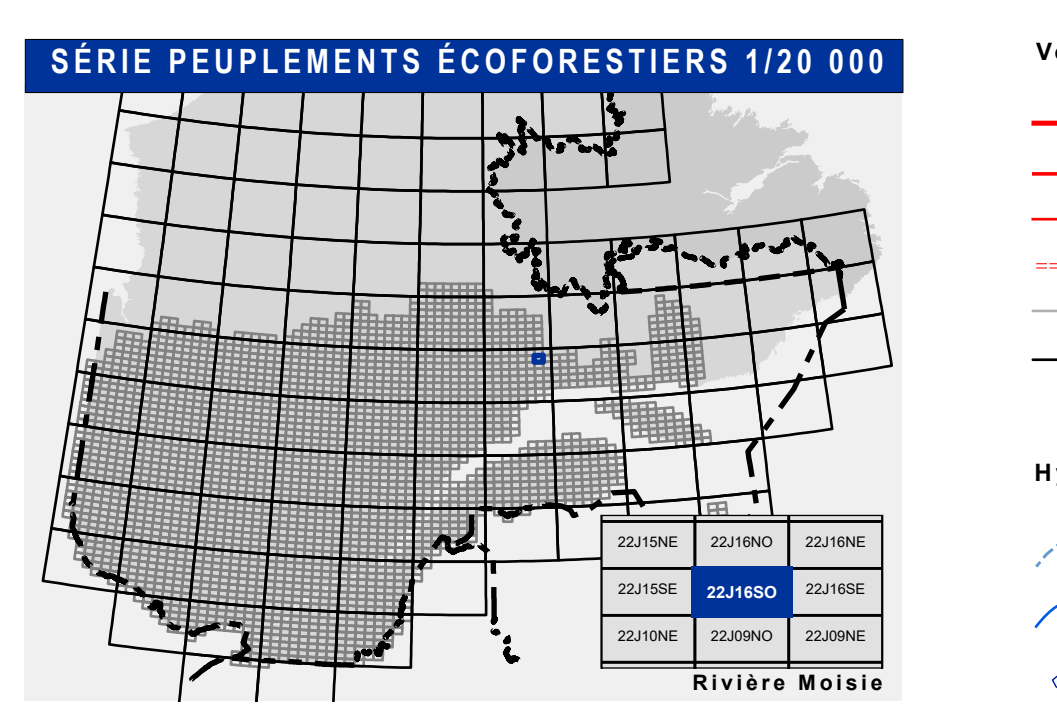 SÉRIE PEUPLEMENTS ÉCOFORESTIERS 1/20 000
22J15NE 22J16NO 22J16NE
22J15SE 22J16SO 22J16SE
22J10NE 22J09NO 22J09NE
Rivière Moisie